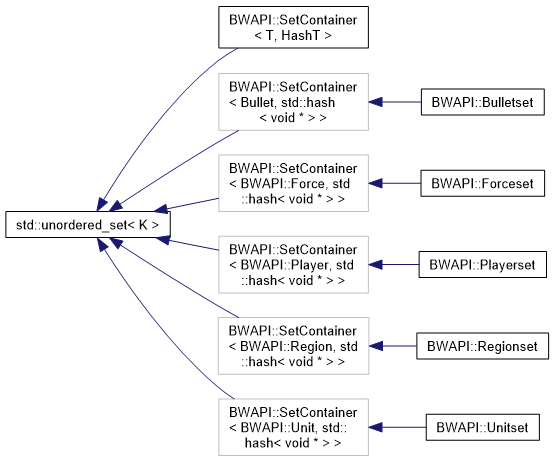 BWAPI::SetContainer
< T, HashT >
BWAPI::SetContainer
< Bullet, std::hash
< void * > >
BWAPI::Bulletset
BWAPI::SetContainer
< BWAPI::Force, std
::hash< void * > >
BWAPI::Forceset
std::unordered_set< K >
BWAPI::SetContainer
< BWAPI::Player, std
::hash< void * > >
BWAPI::Playerset
BWAPI::SetContainer
< BWAPI::Region, std
::hash< void * > >
BWAPI::Regionset
BWAPI::SetContainer
< BWAPI::Unit, std::
hash< void * > >
BWAPI::Unitset